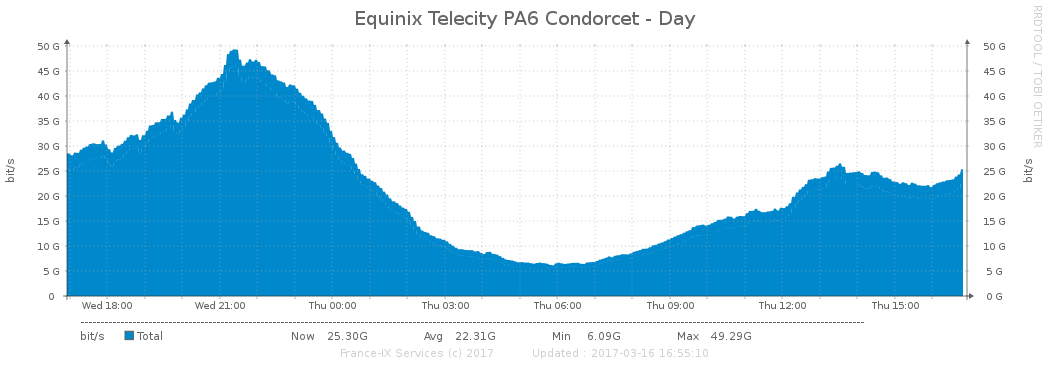 Equinix Telecity PA6 Condorcet - Day
RRDTOOL / TOBI OETIKER
bit/s
50 G
45 G
40 G
35 G
30 G
25 G
20 G
15 G
10 G
5 G
0
50 G
45 G
40 G
35 G
30 G
25 G
20 G
15 G
10 G
5 G
0 G
bit/s
Wed 18:00 Wed 21:00 Thu 00:00 Thu 03:00 Thu 06:00 Thu 09:00 Thu 12:00 Thu 15:00
bit/s Total Now 25.30G Avg 22.31G Min 6.09G Max 49.29G
France-IX Services (c) 2017 Updated : 2017-03-16 16:55:10